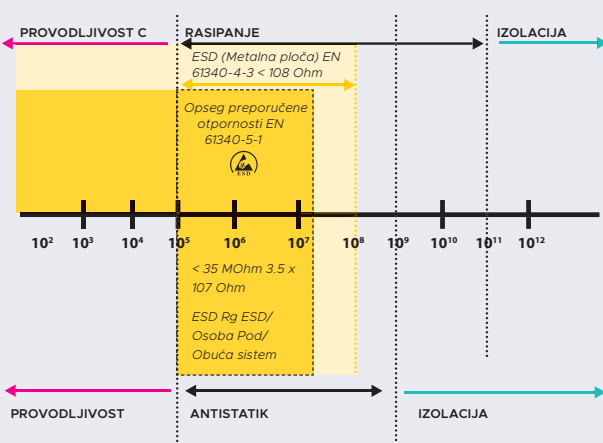 PROVODLJIVOST C
RASIPANJE
IZOLACIJA
ESD (Metalna ploča) EN
61340-4-3 < 108 Ohm
Opseg preporučene
otpornosti EN
61340-5-1
ESD
10² 10³ 10⁴ 10⁵ 10⁶ 10⁷ 10⁸ 10⁹ 10¹⁰ 10¹¹ 10¹²
< 35 MOhm 3.5 x
107 Ohm
ESD Rg ESD/
Osoba Pod/
Obuća sistem
PROVODLJIVOST
ANTISTATIK
IZOLACIJA